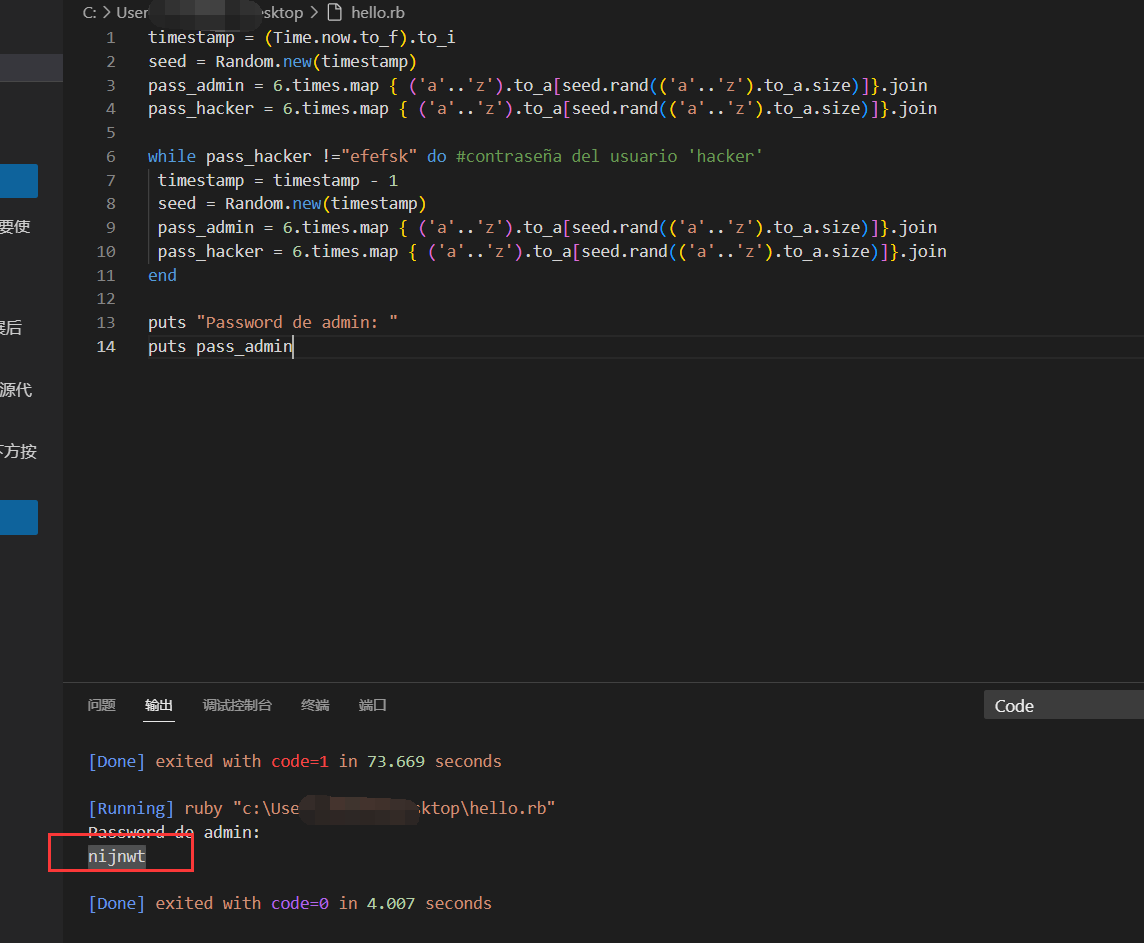 C: > User sktop > hello.rb
1 timestamp = (Time.now.to_f).to_i
2 seed = Random.new(timestamp)
3 pass_admin = 6.times.map { ('a'..'z').to_a[seed.rand(('a'..'z').to_a.size)]}.join
4 pass_hacker = 6.times.map { ('a'..'z').to_a[seed.rand(('a'..'z').to_a.size)]}.join
5
6 while pass_hacker !="efefsk" do #contraseña del usuario 'hacker'
7 timestamp = timestamp - 1
8 seed = Random.new(timestamp)
9 pass_admin = 6.times.map { ('a'..'z').to_a[seed.rand(('a'..'z').to_a.size)]}.join
10 pass_hacker = 6.times.map { ('a'..'z').to_a[seed.rand(('a'..'z').to_a.size)]}.join
11 end
12
13 puts "Password de admin: "
14 puts pass_admin
要使
后
源代
方按
问题 输出 调试控制台 终端 端口
Code
[Done] exited with code=1 in 73.669 seconds
[Running] ruby "c:\Use ktop\hello.rb"
Password de admin:
nijnwt
[Done] exited with code=0 in 4.007 seconds